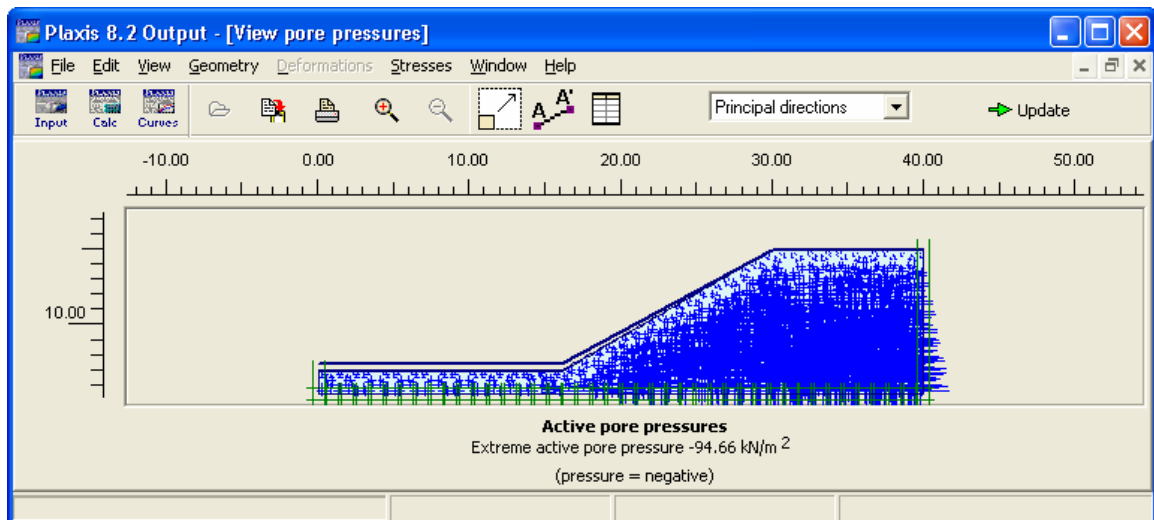 Plaxis 8.2 Output - [View pore pressures]
File Edit View Geometry Deformations Stresses Window Help
Input Calc Curves A A' Principal directions Update
-10.00 0.00 10.00 20.00 30.00 40.00 50.00
10.00
Active pore pressures
Extreme active pore pressure -94.66 kN/m 2
(pressure = negative)